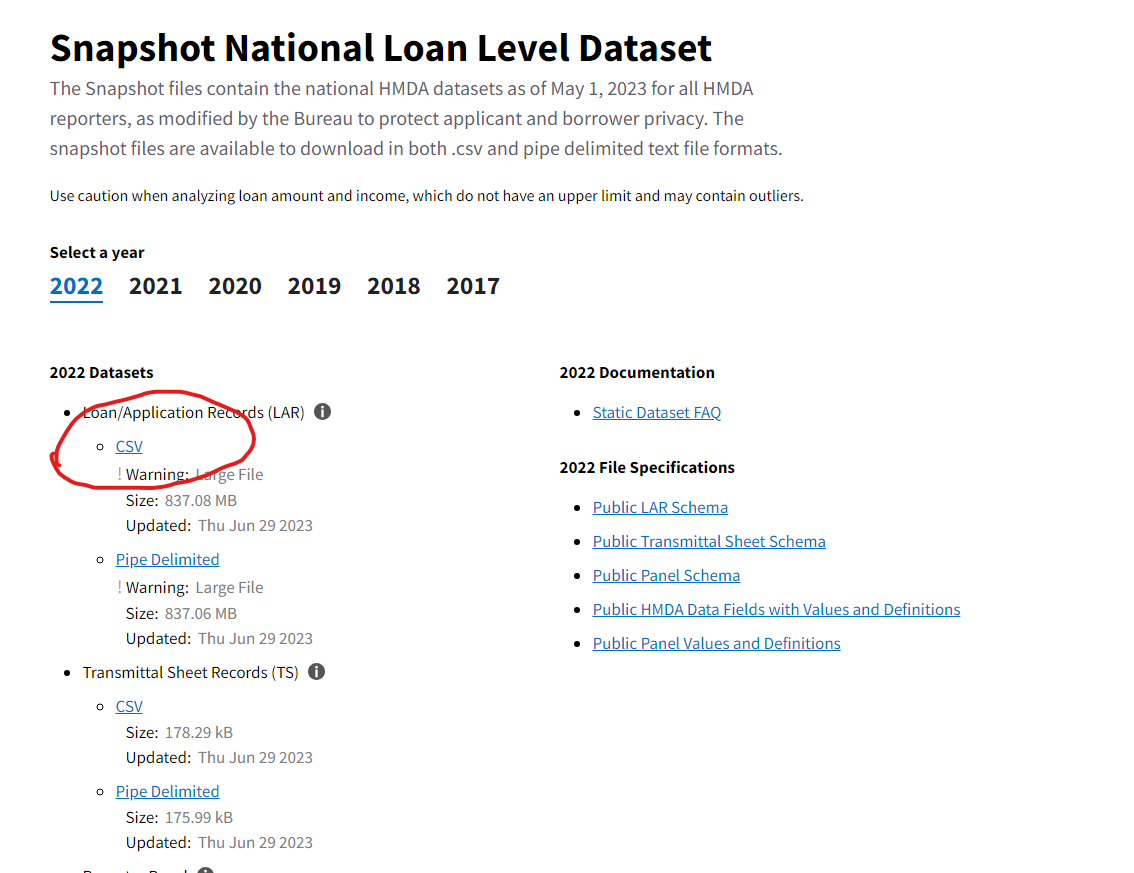 Snapshot National Loan Level Dataset
The Snapshot files contain the national HMDA datasets as of May 1, 2023 for all HMDA
reporters, as modified by the Bureau to protect applicant and borrower privacy. The
snapshot files are available to download in both .csv and pipe delimited text file formats.
Use caution when analyzing loan amount and income, which do not have an upper limit and may contain outliers.
Select a year
2022 2021 2020 2019 2018 2017
2022 Datasets
Loan/Application Records (LAR)
CSV
! Warning: Large File
Size: 837.08 MB
Updated: Thu Jun 29 2023
Pipe Delimited
! Warning: Large File
Size: 837.06 MB
Updated: Thu Jun 29 2023
Transmittal Sheet Records (TS)
CSV
Size: 178.29 kB
Updated: Thu Jun 29 2023
Pipe Delimited
Size: 175.99 kB
Updated: Thu Jun 29 2023
2022 Documentation
Static Dataset FAQ
2022 File Specifications
Public LAR Schema
Public Transmittal Sheet Schema
Public Panel Schema
Public HMDA Data Fields with Values and Definitions
Public Panel Values and Definitions